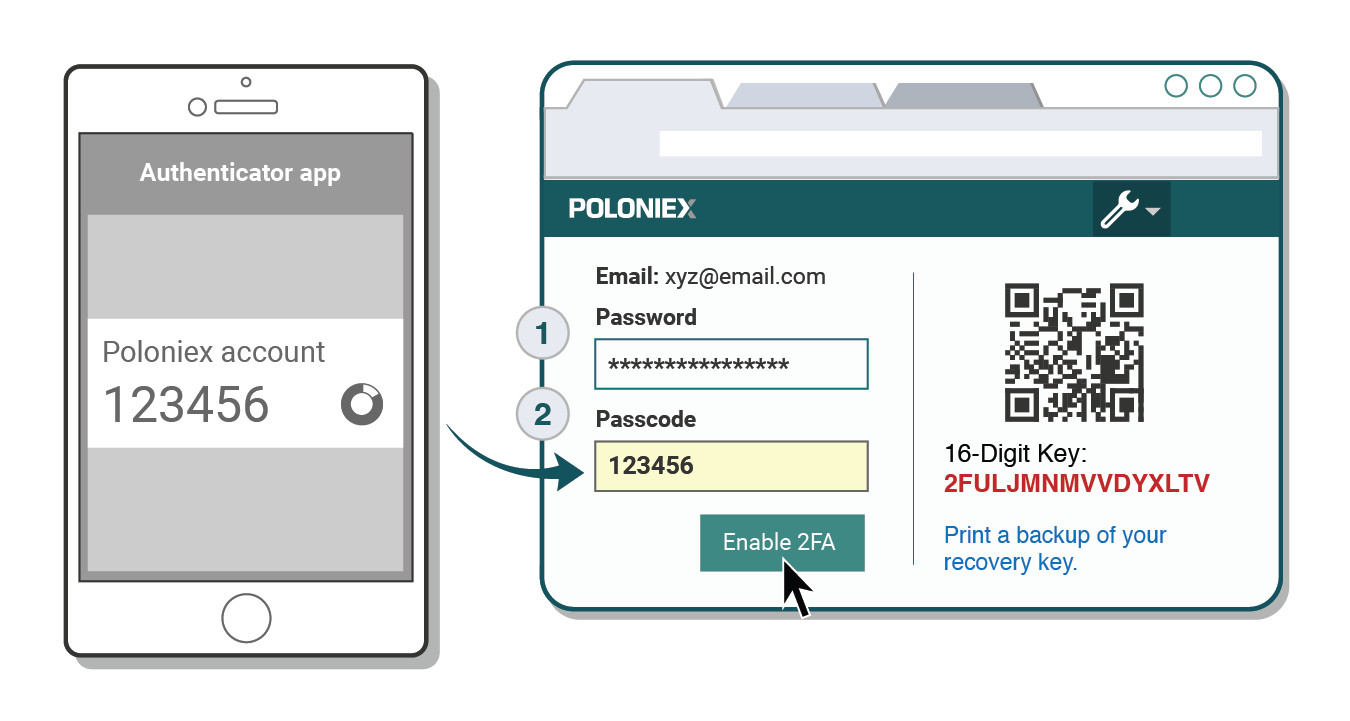 Authenticator app
Poloniex account
123456
POLONIEX
Email: xyz@email.com
1
Password
***************
2
Passcode
123456
Enable 2FA
16-Digit Key:
2FULJMNMVVDYXLTV
Print a backup of your
recovery key.